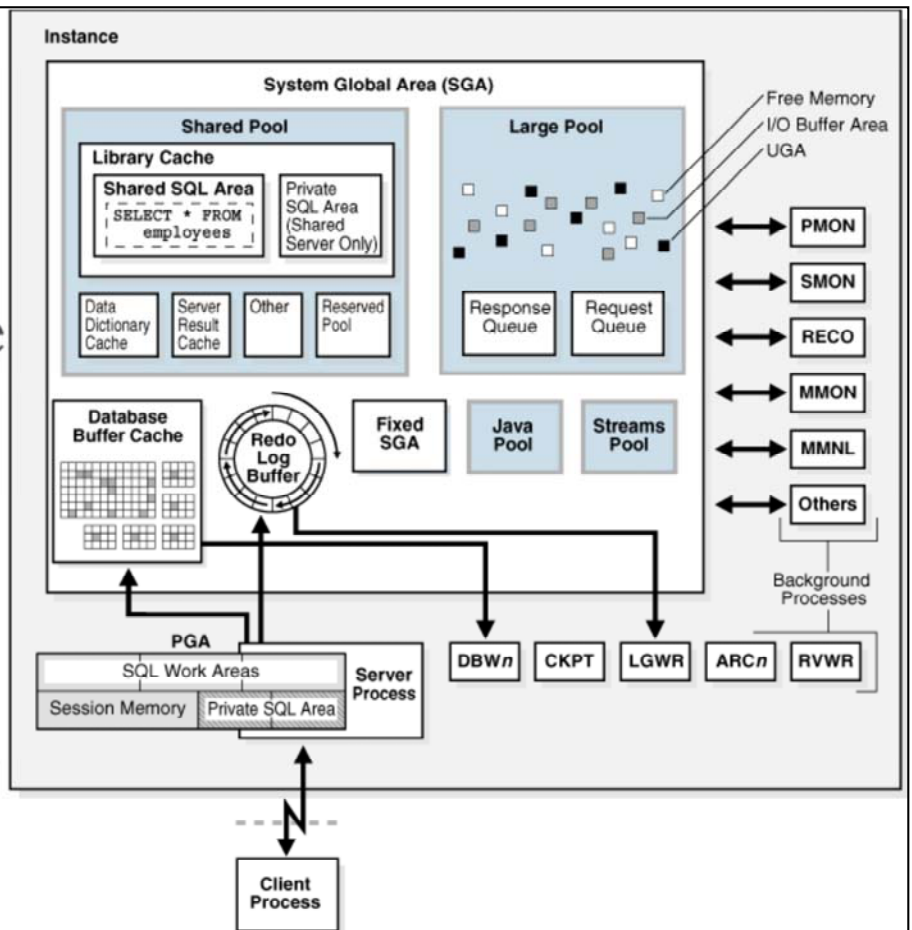 Instance
System Global Area (SGA)
Shared Pool
Library Cache
Shared SQL Area
SELECT * FROM
employees
Private
SQL Area
(Shared
Server Only)
Data
Dictionary
Cache
Server
Result
Cache
Other
Reserved
Pool
Large Pool
Response
Queue
Request
Queue
Free Memory
I/O Buffer Area
UGA
Database
Buffer Cache
Redo
Log
Buffer
Fixed
SGA
Java
Pool
Streams
Pool
PMON
SMON
RECO
MMON
MMNL
Others
Background
Processes
PGA
SQL Work Areas
Session Memory
Private SQL Area
Server
Process
DBWn
CKPT
LGWR
ARCn
RVWR
Client
Process